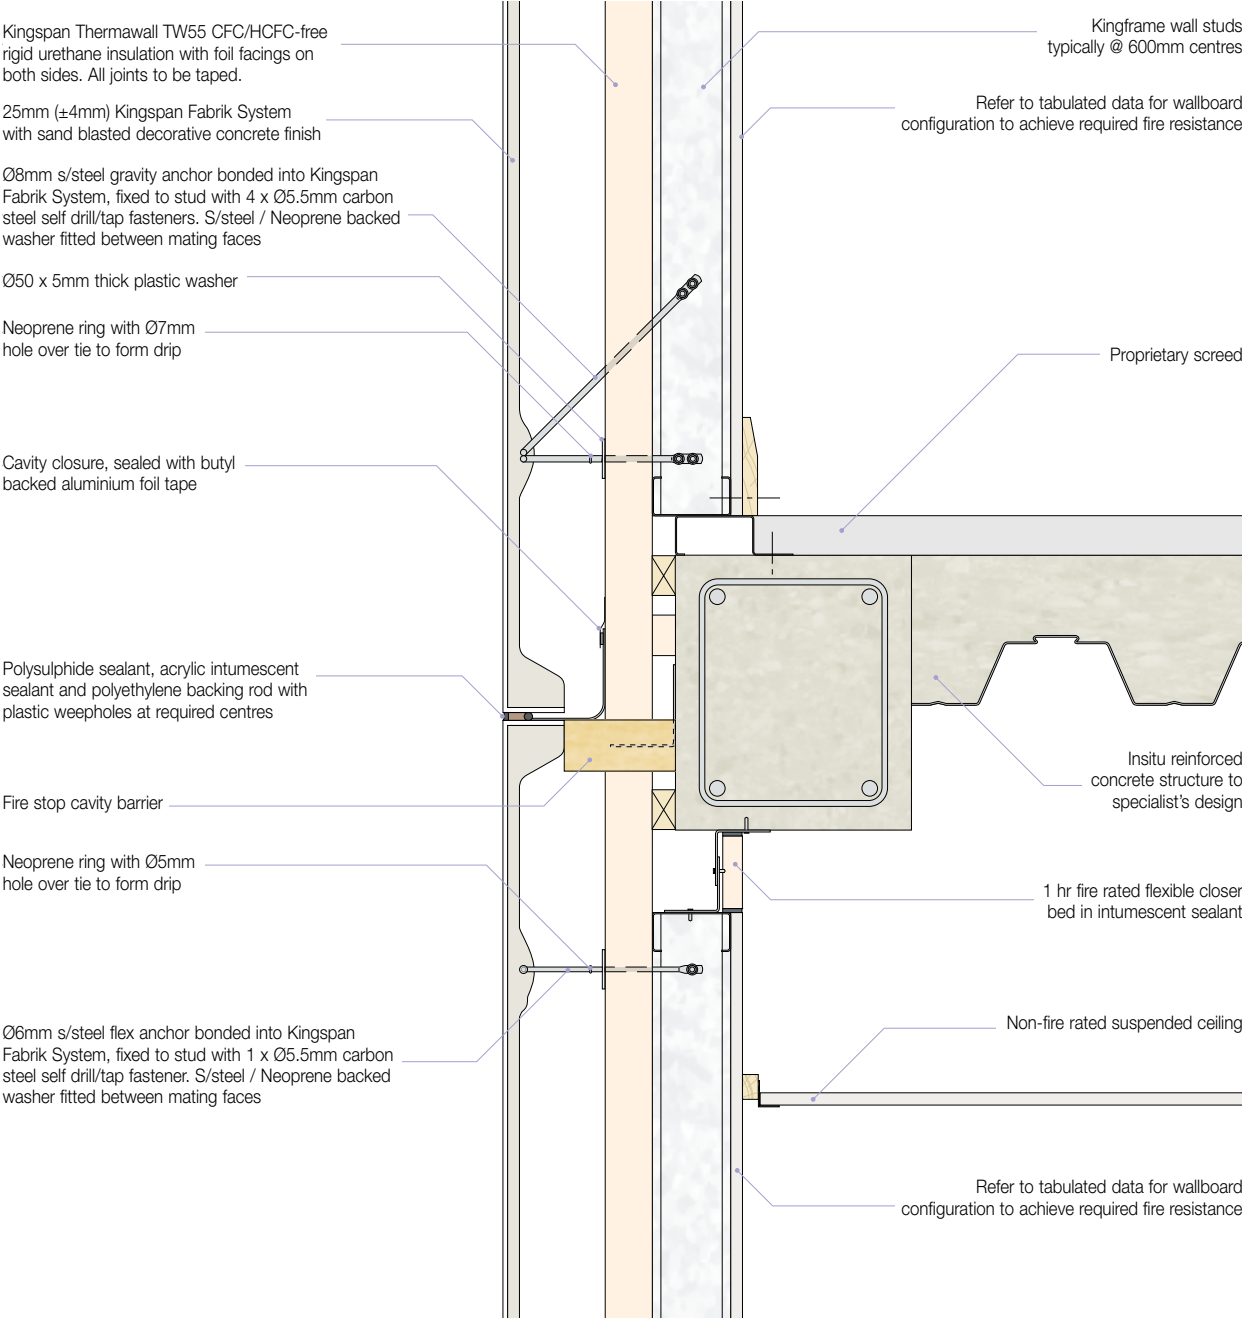 Kingspan Thermawall TW55 CFC/HCFC-free
rigid urethane insulation with foil facings on
both sides. All joints to be taped.
25mm (±4mm) Kingspan Fabrik System
with sand blasted decorative concrete finish
Ø8mm s/steel gravity anchor bonded into Kingspan
Fabrik System, fixed to stud with 4 x Ø5.5mm carbon
steel self drill/tap fasteners. S/steel / Neoprene backed
washer fitted between mating faces
Ø50 x 5mm thick plastic washer
Neoprene ring with Ø7mm
hole over tie to form drip
Cavity closure, sealed with butyl
backed aluminium foil tape
Polysulphide sealant, acrylic intumescent
sealant and polyethylene backing rod with
plastic weepholes at required centres
Fire stop cavity barrier
Neoprene ring with Ø5mm
hole over tie to form drip
Ø6mm s/steel flex anchor bonded into Kingspan
Fabrik System, fixed to stud with 1 x Ø5.5mm carbon
steel self drill/tap fastener. S/steel / Neoprene backed
washer fitted between mating faces
Kingframe wall studs
typically @ 600mm centres
Refer to tabulated data for wallboard
configuration to achieve required fire resistance
Proprietary screed
Insitu reinforced
concrete structure to
specialist's design
1 hr fire rated flexible closer
bed in intumescent sealant
Non-fire rated suspended ceiling
Refer to tabulated data for wallboard
configuration to achieve required fire resistance